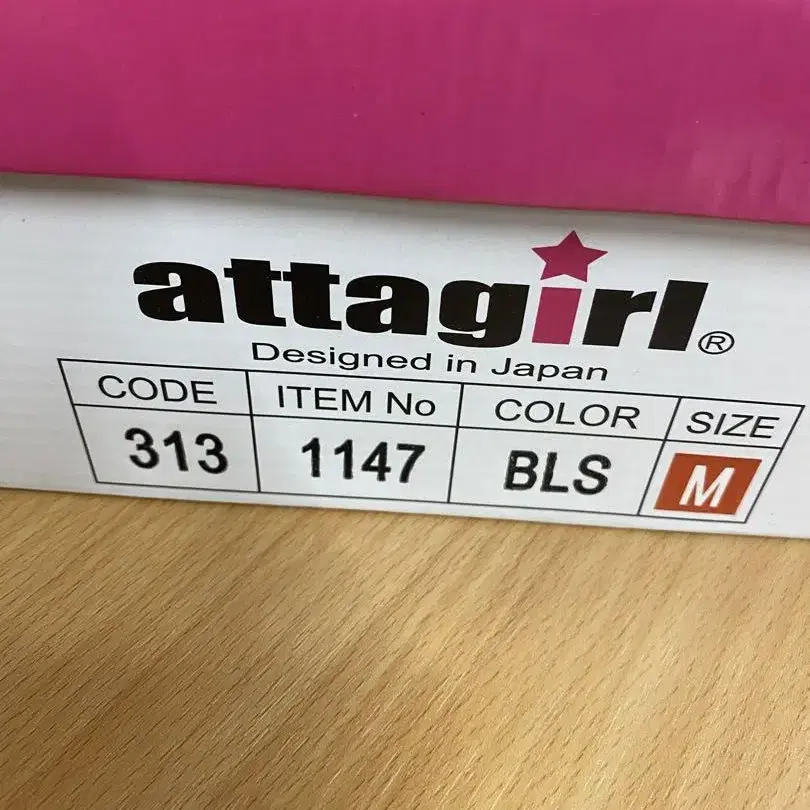 attagirl®
Designed in Japan
CODE ITEM No COLOR SIZE
313 1147 BLS M